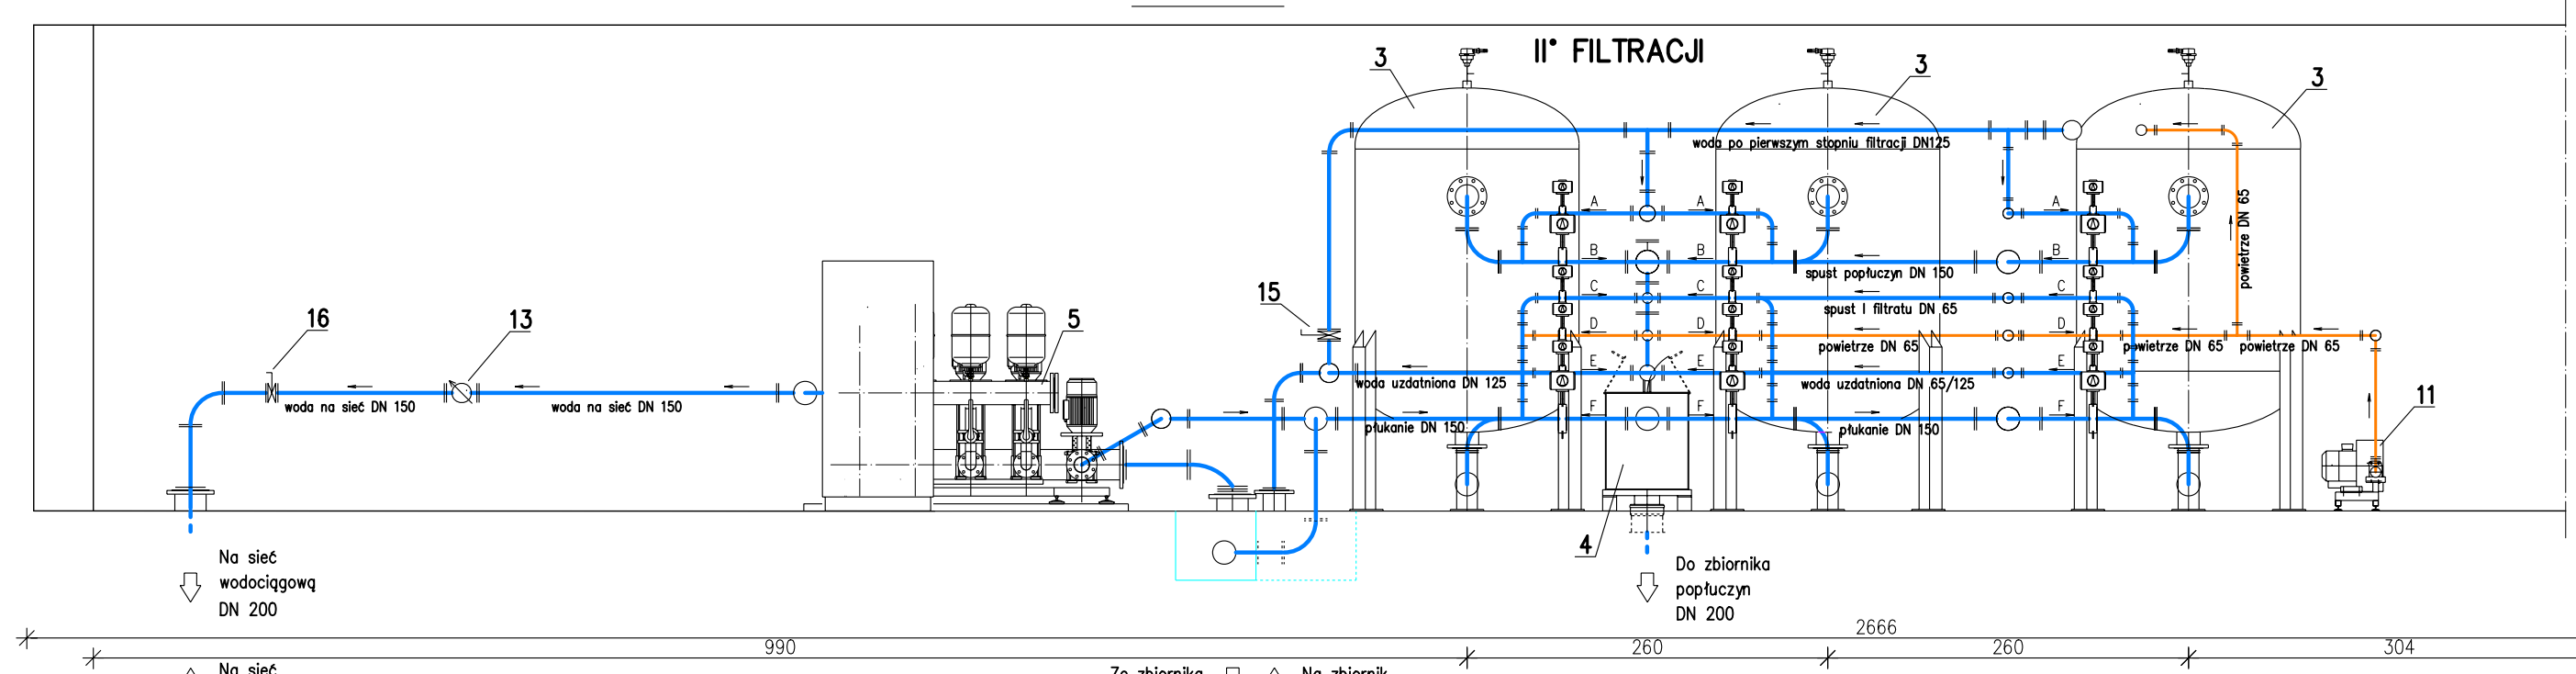 II° FILTRACJI
3
3
3
woda po pierwszym stopniu filtracji DN125
powietrze DN 65
A
A
A
B
B
B
spust popłuczyn DN 150
C
C
C
spust I filtratu DN 65
D
D
D
powietrze DN 65
powietrze DN 65
powietrze DN 65
E
E
E
woda uzdatniona DN 125
woda uzdatniona DN 65/125
F
F
F
płukanie DN 150
płukanie DN 150
15
16
13
5
11
4
woda na sieć DN 150
woda na sieć DN 150
Na sieć
wodociągową
DN 200
Do zbiornika
popłuczyn
DN 200
2666
990
260
260
304
Na sieć
Ze zbiornika
Na zbiornik